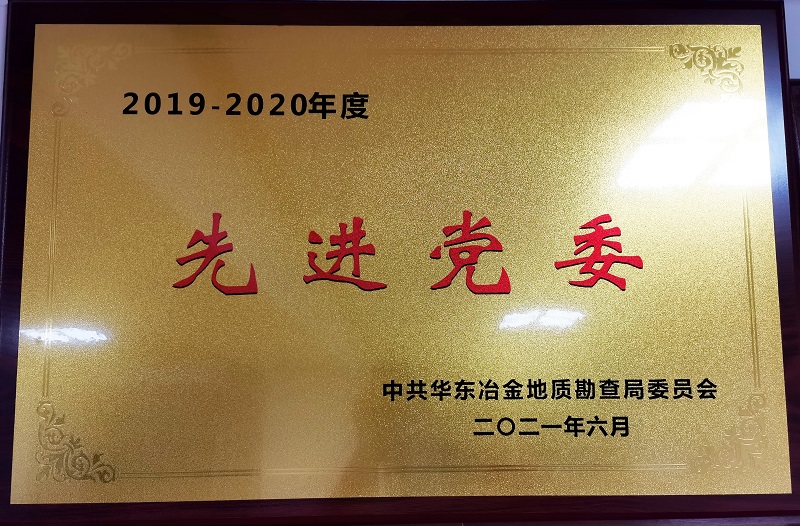 2019-2020年度
先进党委
中共华东冶金地质勘查局委员会
二〇二一年六月